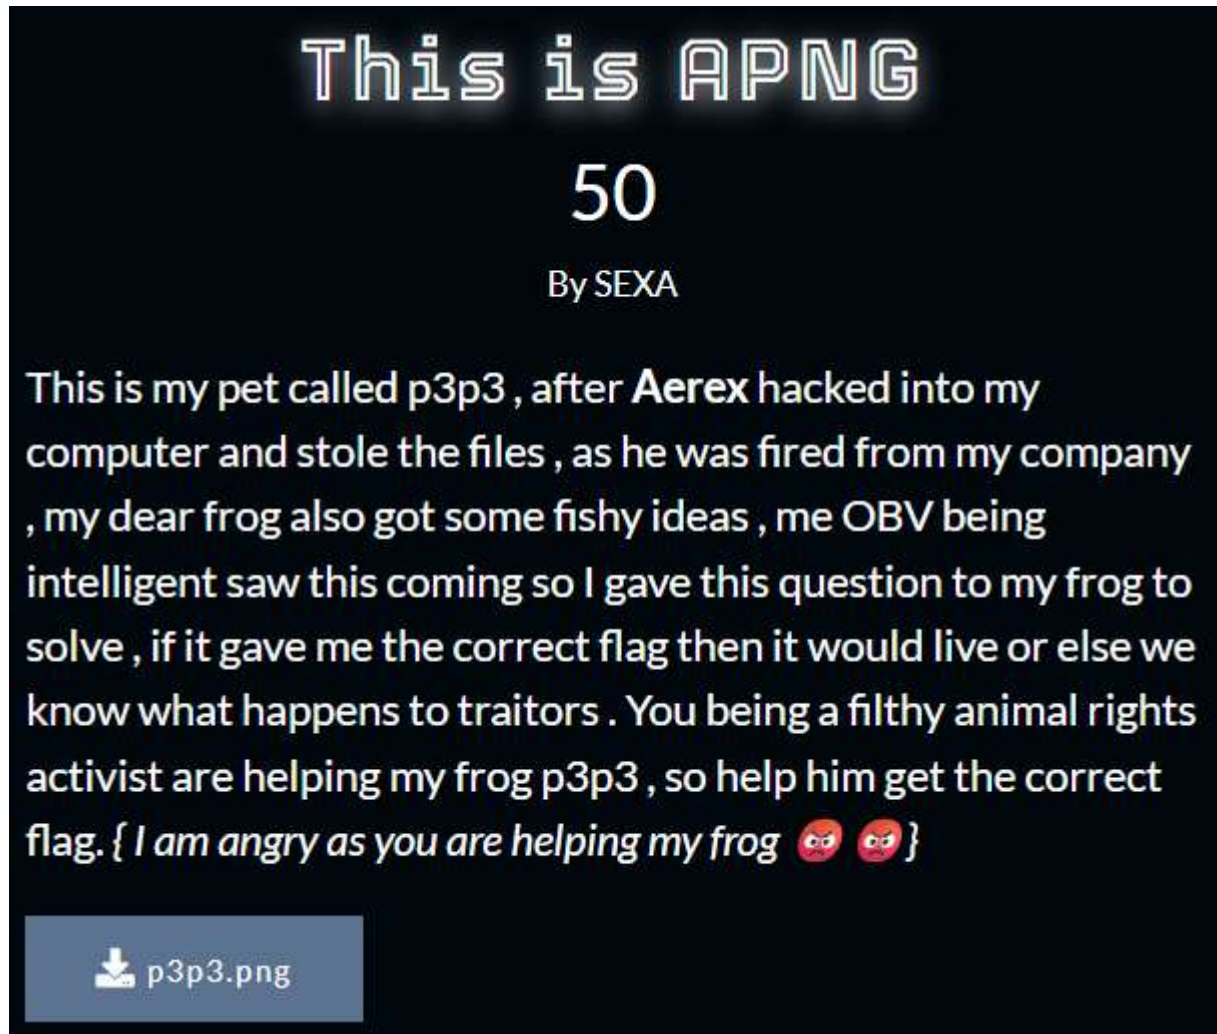 This is APNG
50
By SEXA
This is my pet called p3p3 , after Aerex hacked into my
computer and stole the files , as he was fired from my company
, my dear frog also got some fishy ideas , me OBV being
intelligent saw this coming so I gave this question to my frog to
solve , if it gave me the correct flag then it would live or else we
know what happens to traitors . You being a filthy animal rights
activist are helping my frog p3p3 , so help him get the correct
flag. { I am angry as you are helping my frog 😡 😡 }
p3p3.png